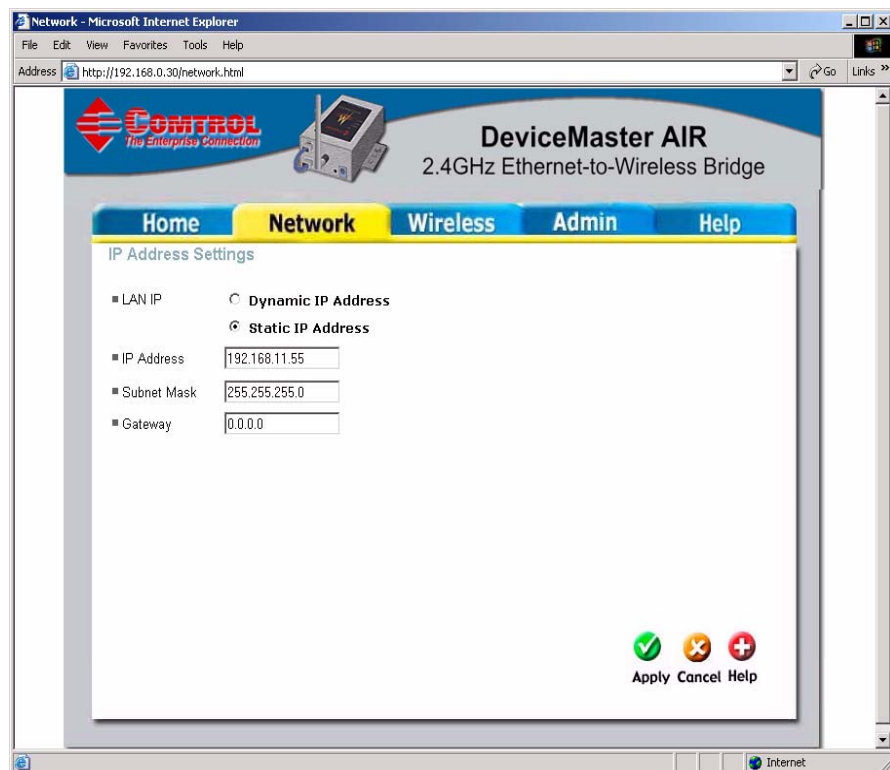 Network - Microsoft Internet Explorer
File Edit View Favorites Tools Help
Address http://192.168.0.30/network.html Go Links »
COMTROL
The Enterprise Connection
DeviceMaster AIR
2.4GHz Ethernet-to-Wireless Bridge
Home Network Wireless Admin Help
IP Address Settings
LAN IP Dynamic IP Address
Static IP Address
IP Address 192.168.11.55
Subnet Mask 255.255.255.0
Gateway 0.0.0.0
Apply Cancel Help
Internet